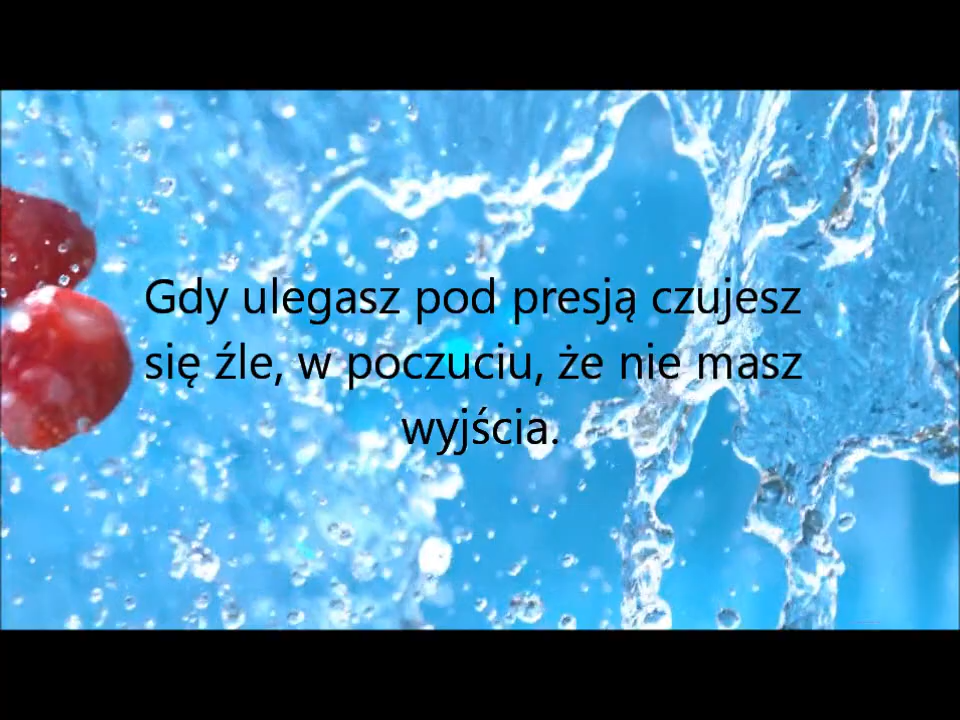 Gdy ulegasz pod presją czujesz
się źle, w poczuciu, że nie masz
wyjścia.